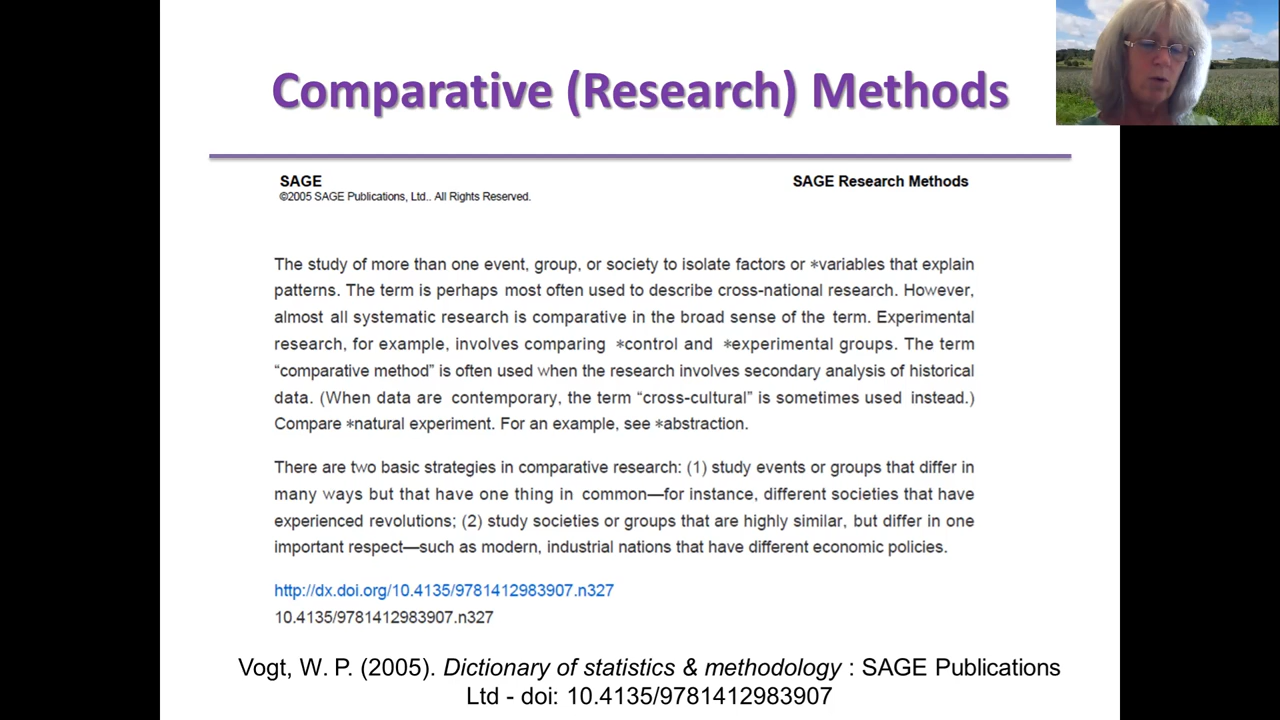 Comparative (Research) Methods
SAGE
SAGE Research Methods
©2005 SAGE Publications, Ltd.. All Rights Reserved.
The study of more than one event, group, or society to isolate factors or *variables that explain
patterns. The term is perhaps most often used to describe cross-national research. However,
almost all systematic research is comparative in the broad sense of the term. Experimental
research, for example, involves comparing *control and *experimental groups. The term
“comparative method” is often used when the research involves secondary analysis of historical
data. (When data are contemporary, the term “cross-cultural” is sometimes used instead.)
Compare *natural experiment. For an example, see *abstraction.
There are two basic strategies in comparative research: (1) study events or groups that differ in
many ways but that have one thing in common—for instance, different societies that have
experienced revolutions; (2) study societies or groups that are highly similar, but differ in one
important respect—such as modern, industrial nations that have different economic policies.
http://dx.doi.org/10.4135/9781412983907.n327
10.4135/9781412983907.n327
Vogt, W. P. (2005). Dictionary of statistics & methodology : SAGE Publications
Ltd - doi: 10.4135/9781412983907